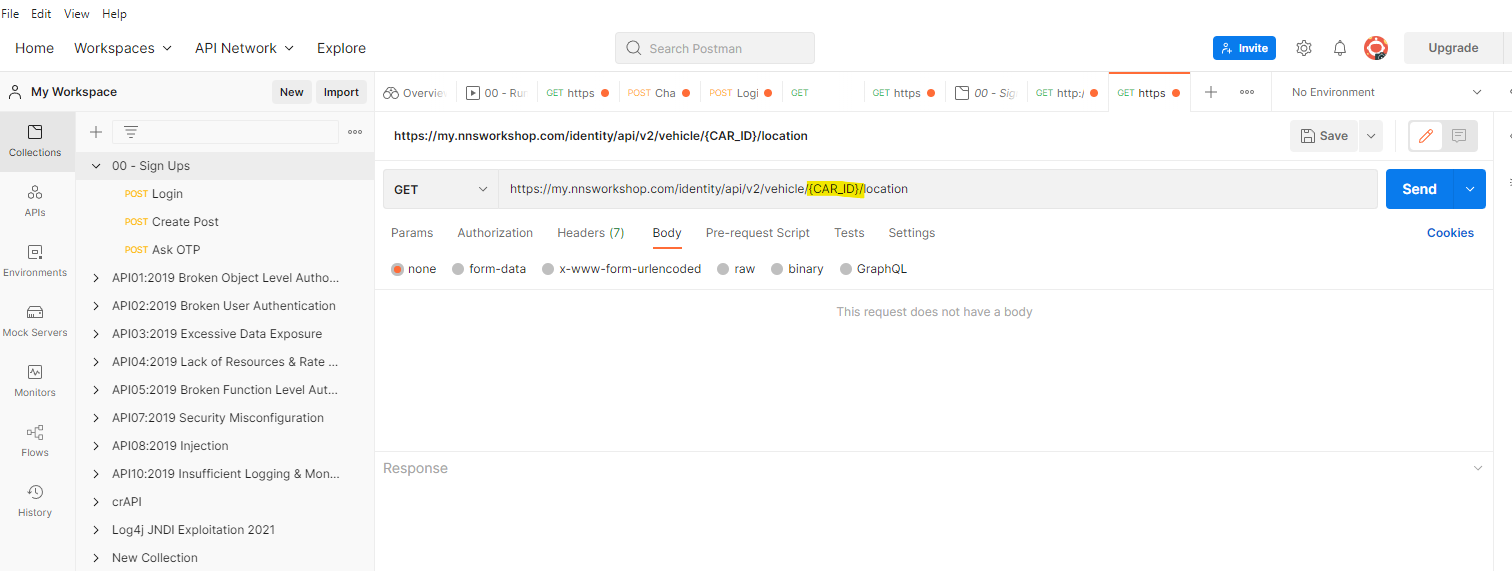 File Edit View Help
Home Workspaces API Network Explore Search Postman Invite Upgrade
My Workspace New Import Overvie 00 - Rur GET https POST Cha POST Logi GET GET https 00 - Sig GET http:/ GET https No Environment
https://my.nnsworkshop.com/identity/api/v2/vehicle/{CAR_ID}/location Save
Collections
APIs
Environments
Mock Servers
Monitors
Flows
History
00 - Sign Ups
POST Login
POST Create Post
POST Ask OTP
API01:2019 Broken Object Level Autho...
API02:2019 Broken User Authentication
API03:2019 Excessive Data Exposure
API04:2019 Lack of Resources & Rate ...
API05:2019 Broken Function Level Aut...
API07:2019 Security Misconfiguration
API08:2019 Injection
API10:2019 Insufficient Logging & Mon...
crAPI
Log4j JNDI Exploitation 2021
New Collection
GET https://my.nnsworkshop.com/identity/api/v2/vehicle/{CAR_ID}/location Send
Params Authorization Headers (7) Body Pre-request Script Tests Settings Cookies
none form-data x-www-form-urlencoded raw binary GraphQL
This request does not have a body
Response